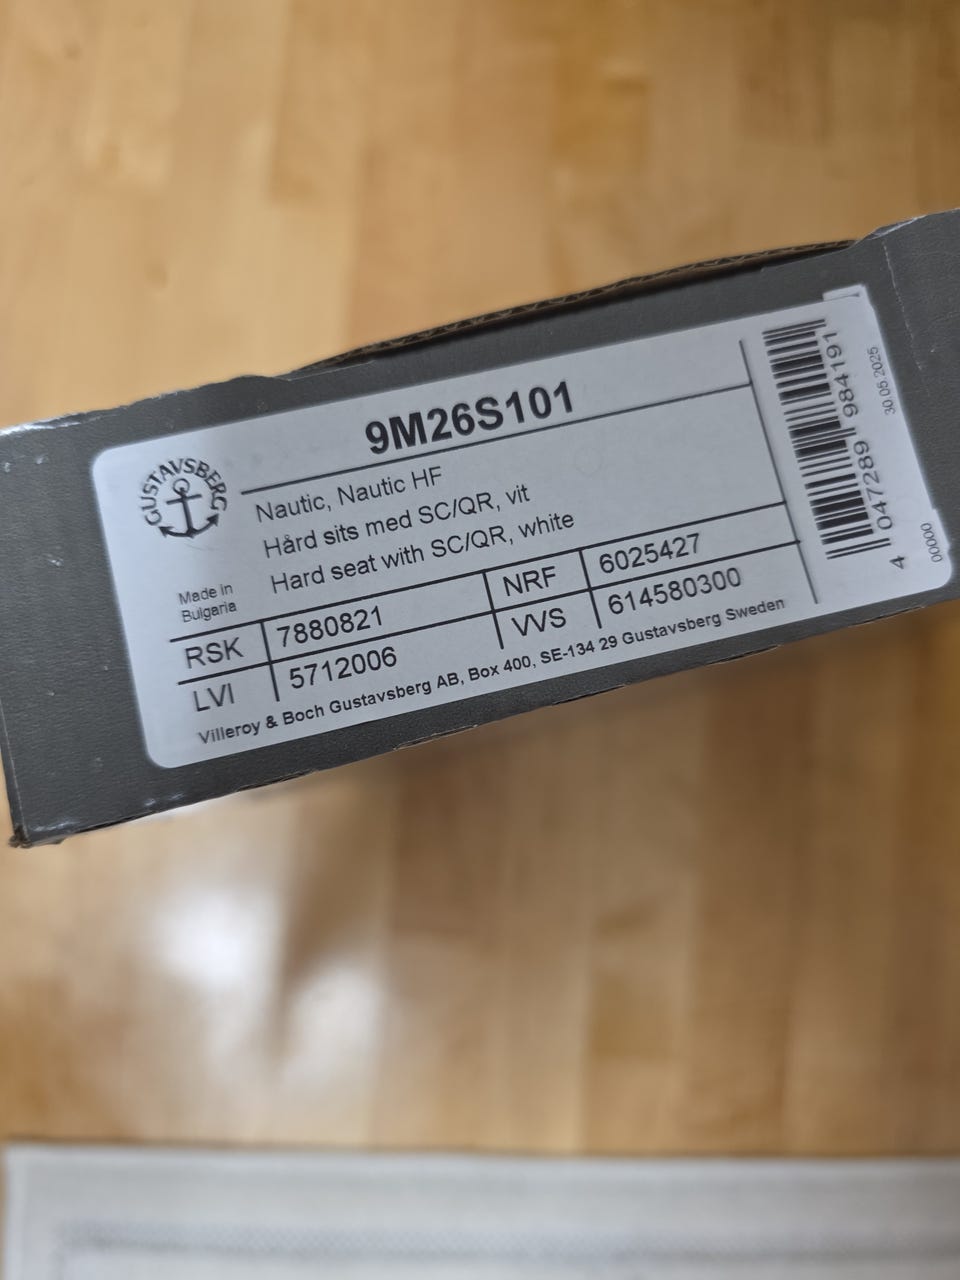 GUSTAVSBERG
9M26S101
Nautic, Nautic HF
Hård sits med SC/QR, vit
Hard seat with SC/QR, white
Made in
Bulgaria
RSK 7880821 NRF 6025427
LVI 5712006 VVS 614580300
Villeroy & Boch Gustavsberg AB, Box 400, SE-134 29 Gustavsberg Sweden
4 047289 984191
30.05.2025
00000